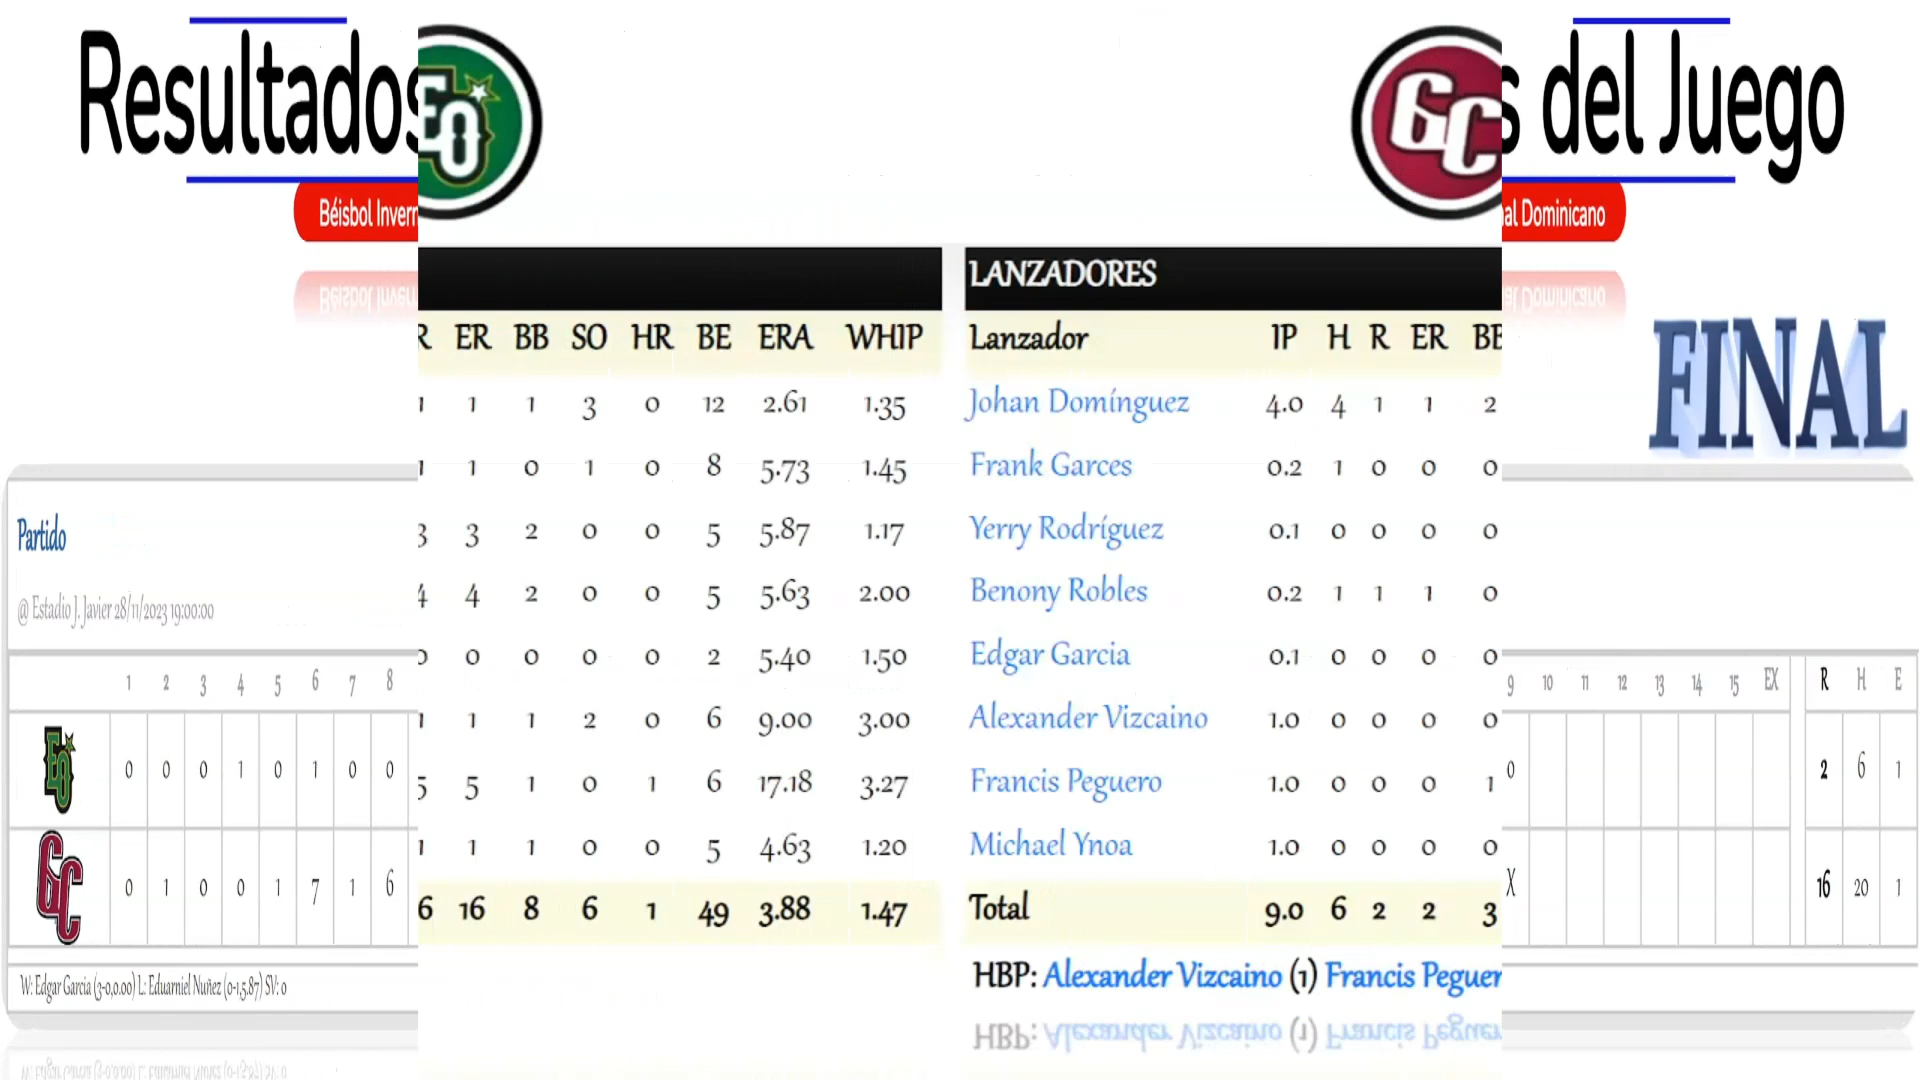 Resultados
s del Juego
Béisbol Invern
nal Dominicano
EO
GC
FINAL
LANZADORES
R ER BB SO HR BE ERA WHIP
1 1 1 3 0 12 2.61 1.35
1 1 0 1 0 8 5.73 1.45
3 3 2 0 0 5 5.87 1.17
4 4 2 0 0 5 5.63 2.00
0 0 0 0 0 2 5.40 1.50
1 1 1 2 0 6 9.00 3.00
5 5 1 0 1 6 17.18 3.27
1 1 1 0 0 5 4.63 1.20
6 16 8 6 1 49 3.88 1.47
Lanzador IP H R ER BB
Johan Domínguez 4.0 4 1 1 2
Frank Garces 0.2 1 0 0 0
Yerry Rodríguez 0.1 0 0 0 0
Benony Robles 0.2 1 1 1 0
Edgar Garcia 0.1 0 0 0 0
Alexander Vizcaino 1.0 0 0 0 0
Francis Peguero 1.0 0 0 0 1
Michael Ynoa 1.0 0 0 0 0
Total 9.0 6 2 2 3
HBP: Alexander Vizcaino (1) Francis Peguer
Partido
@ Estadio J. Javier 28/11/2023 19:00:00
1 2 3 4 5 6 7 8
EO 0 0 0 1 0 1 0 0
GC 0 1 0 0 1 7 1 6
9 10 11 12 13 14 15 EX R H E
0 2 6 1
X 16 20 1
W: Edgar Garcia (3-0,0.00) L: Eduarniel Nuñez (0-1,5.87) SV: 0